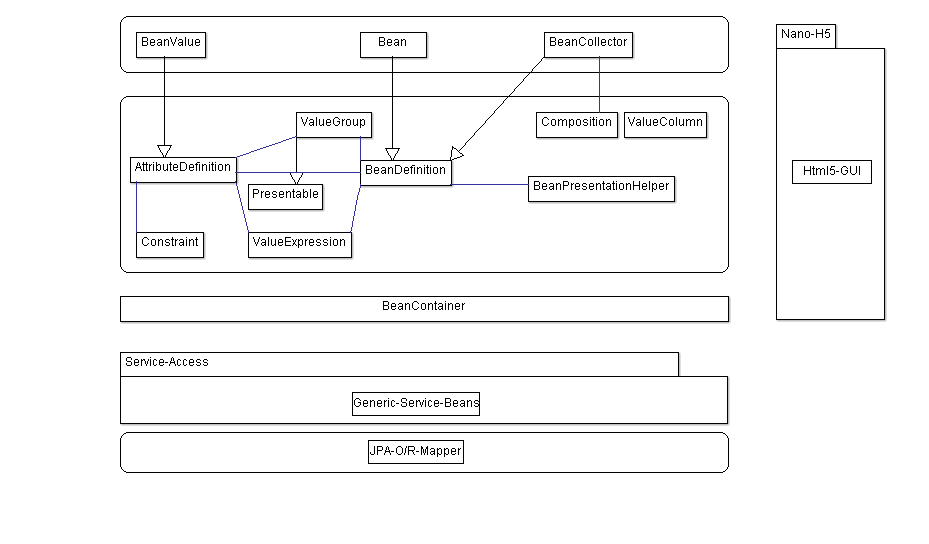 BeanValue
Bean
BeanCollector
Nano-H5
ValueGroup
Composition
ValueColumn
AttributeDefinition
BeanDefinition
Html5-GUI
Presentable
BeanPresentationHelper
Constraint
ValueExpression
BeanContainer
Service-Access
Generic-Service-Beans
JPA-O/R-Mapper